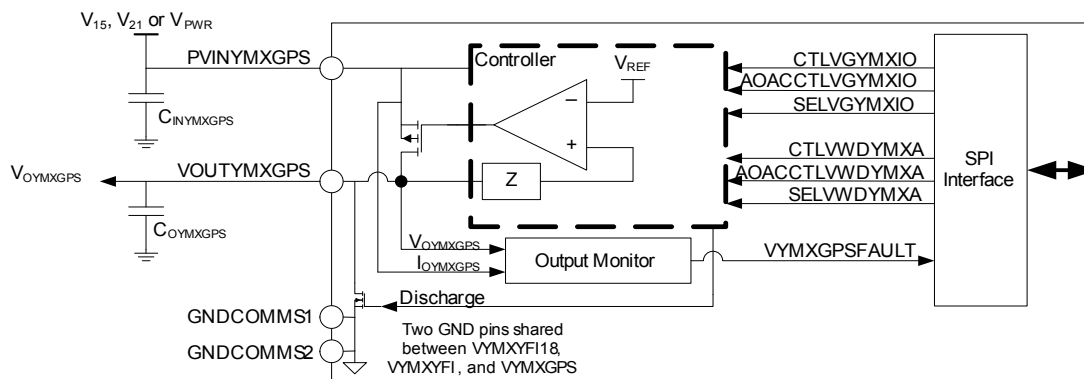 V15, V21 or VPWR
PVINYMXGPS
CINYMXGPS
VOYMXGPS
VOUTYMXGPS
COYMXGPS
GNDCOMMS1
GNDCOMMS2
Controller
VREF
−
+
Z
VOYMXGPS
IOYMXGPS
Output Monitor
Discharge
Two GND pins shared
between VYMXYFI18,
VYMXYFI, and VYMXGPS
CTLVGYMXIO
AOACCTLVGYMXIO
SELVGYMXIO
CTLVWDYMXA
AOACCTLVWDYMXA
SELVWDYMXA
VYMXGPSFAULT
SPI
Interface